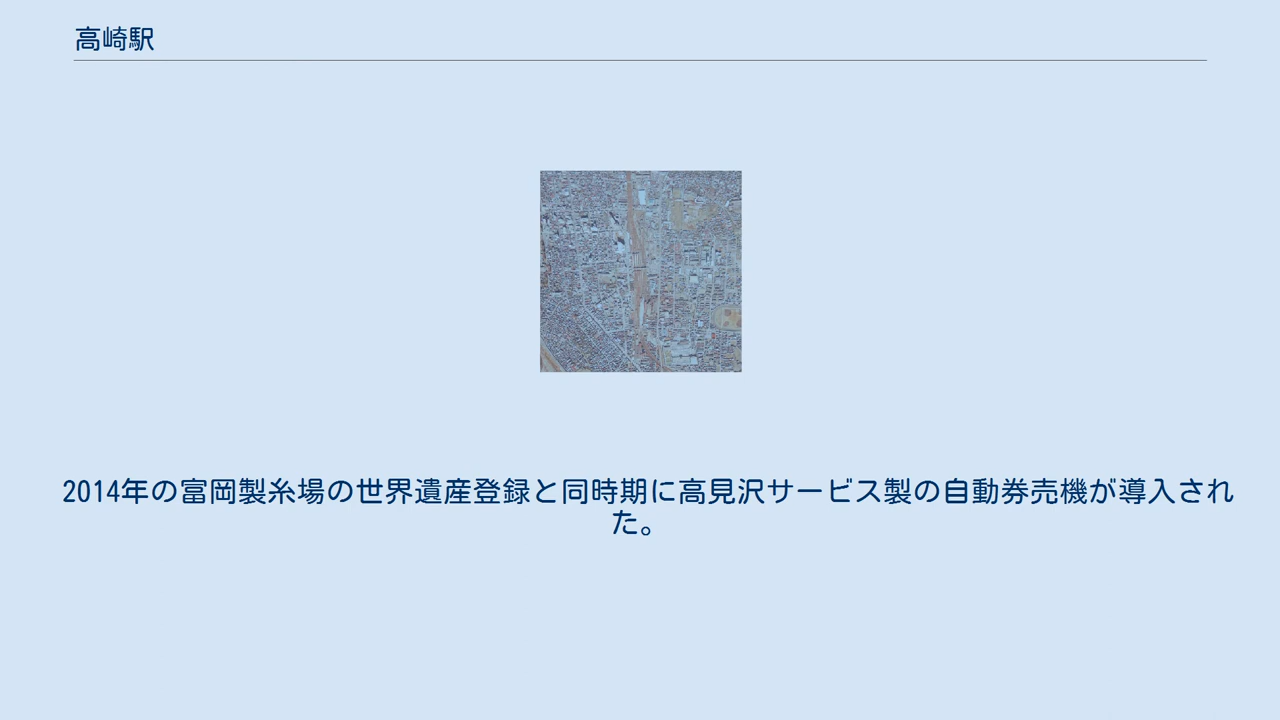 高崎駅
2014年の富岡製糸場の世界遺産登録と同時期に高見沢サービス製の自動券売機が導入され
た。